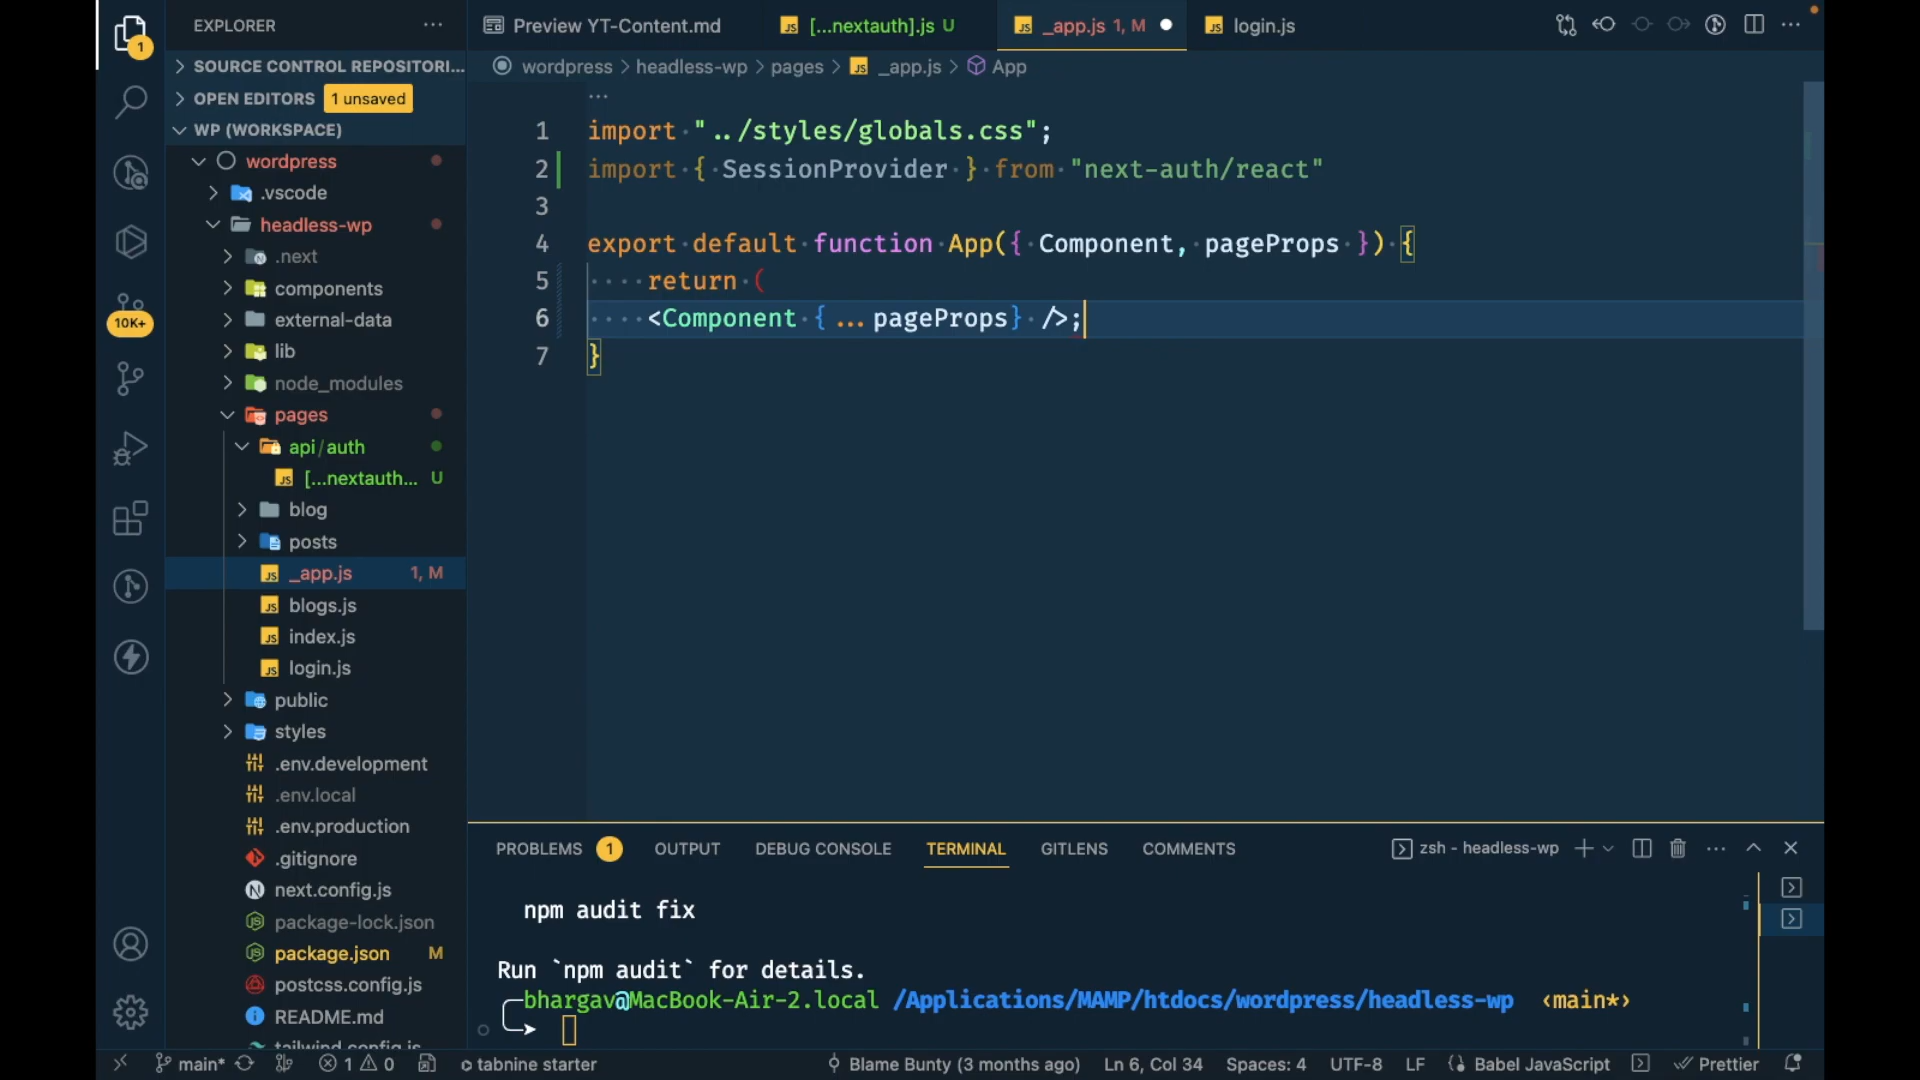 EXPLORER
SOURCE CONTROL REPOSITORI...
OPEN EDITORS 1 unsaved
WP (WORKSPACE)
wordpress
.vscode
headless-wp
.next
components
external-data
lib
node_modules
pages
api/auth
[...nextauth... U
blog
posts
_app.js 1, M
blogs.js
index.js
login.js
public
styles
.env.development
.env.local
.env.production
.gitignore
next.config.js
package-lock.json
package.json M
postcss.config.js
README.md
tailwind.config.js
1
10K+
Preview YT-Content.md
[...nextauth].js U
_app.js 1, M
login.js
wordpress > headless-wp > pages > _app.js > App
...
1 import "../styles/globals.css";
2 import { SessionProvider } from "next-auth/react"
3
4 export default function App({ Component, pageProps }) {
5 return (
6 <Component {...pageProps} />;
7 }
PROBLEMS 1 OUTPUT DEBUG CONSOLE TERMINAL GITLENS COMMENTS
zsh - headless-wp
npm audit fix
Run `npm audit` for details.
bhargav@MacBook-Air-2.local /Applications/MAMP/htdocs/wordpress/headless-wp ‹main*›
main* 1 0 tabnine starter Blame Bunty (3 months ago) Ln 6, Col 34 Spaces: 4 UTF-8 LF Babel JavaScript Prettier